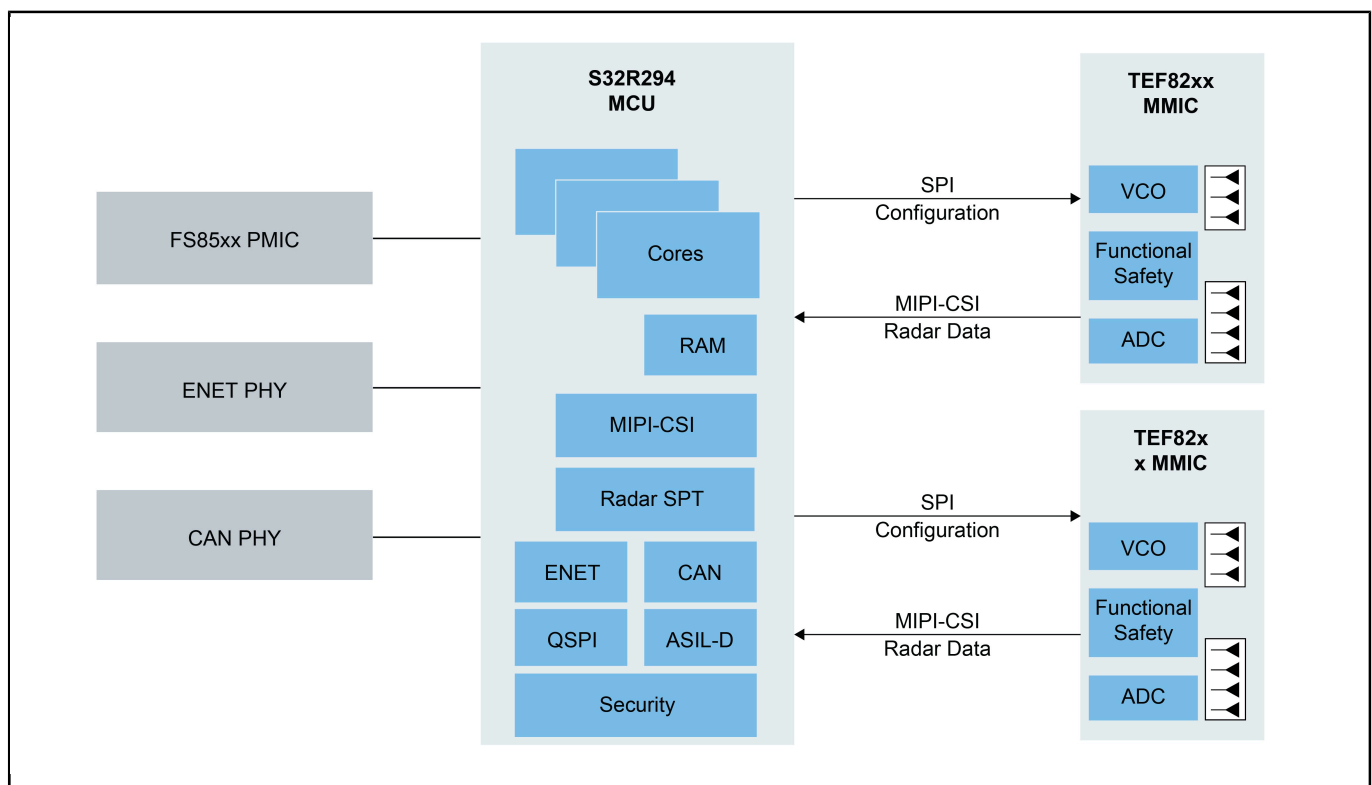 S32R294
MCU
Cores
RAM
MIPI-CSI
Radar SPT
ENET
CAN
QSPI
ASIL-D
Security
FS85xx PMIC
ENET PHY
CAN PHY
SPI
Configuration
MIPI-CSI
Radar Data
SPI
Configuration
MIPI-CSI
Radar Data
TEF82xx
MMIC
VCO
Functional
Safety
ADC
TEF82x
x MMIC
VCO
Functional
Safety
ADC